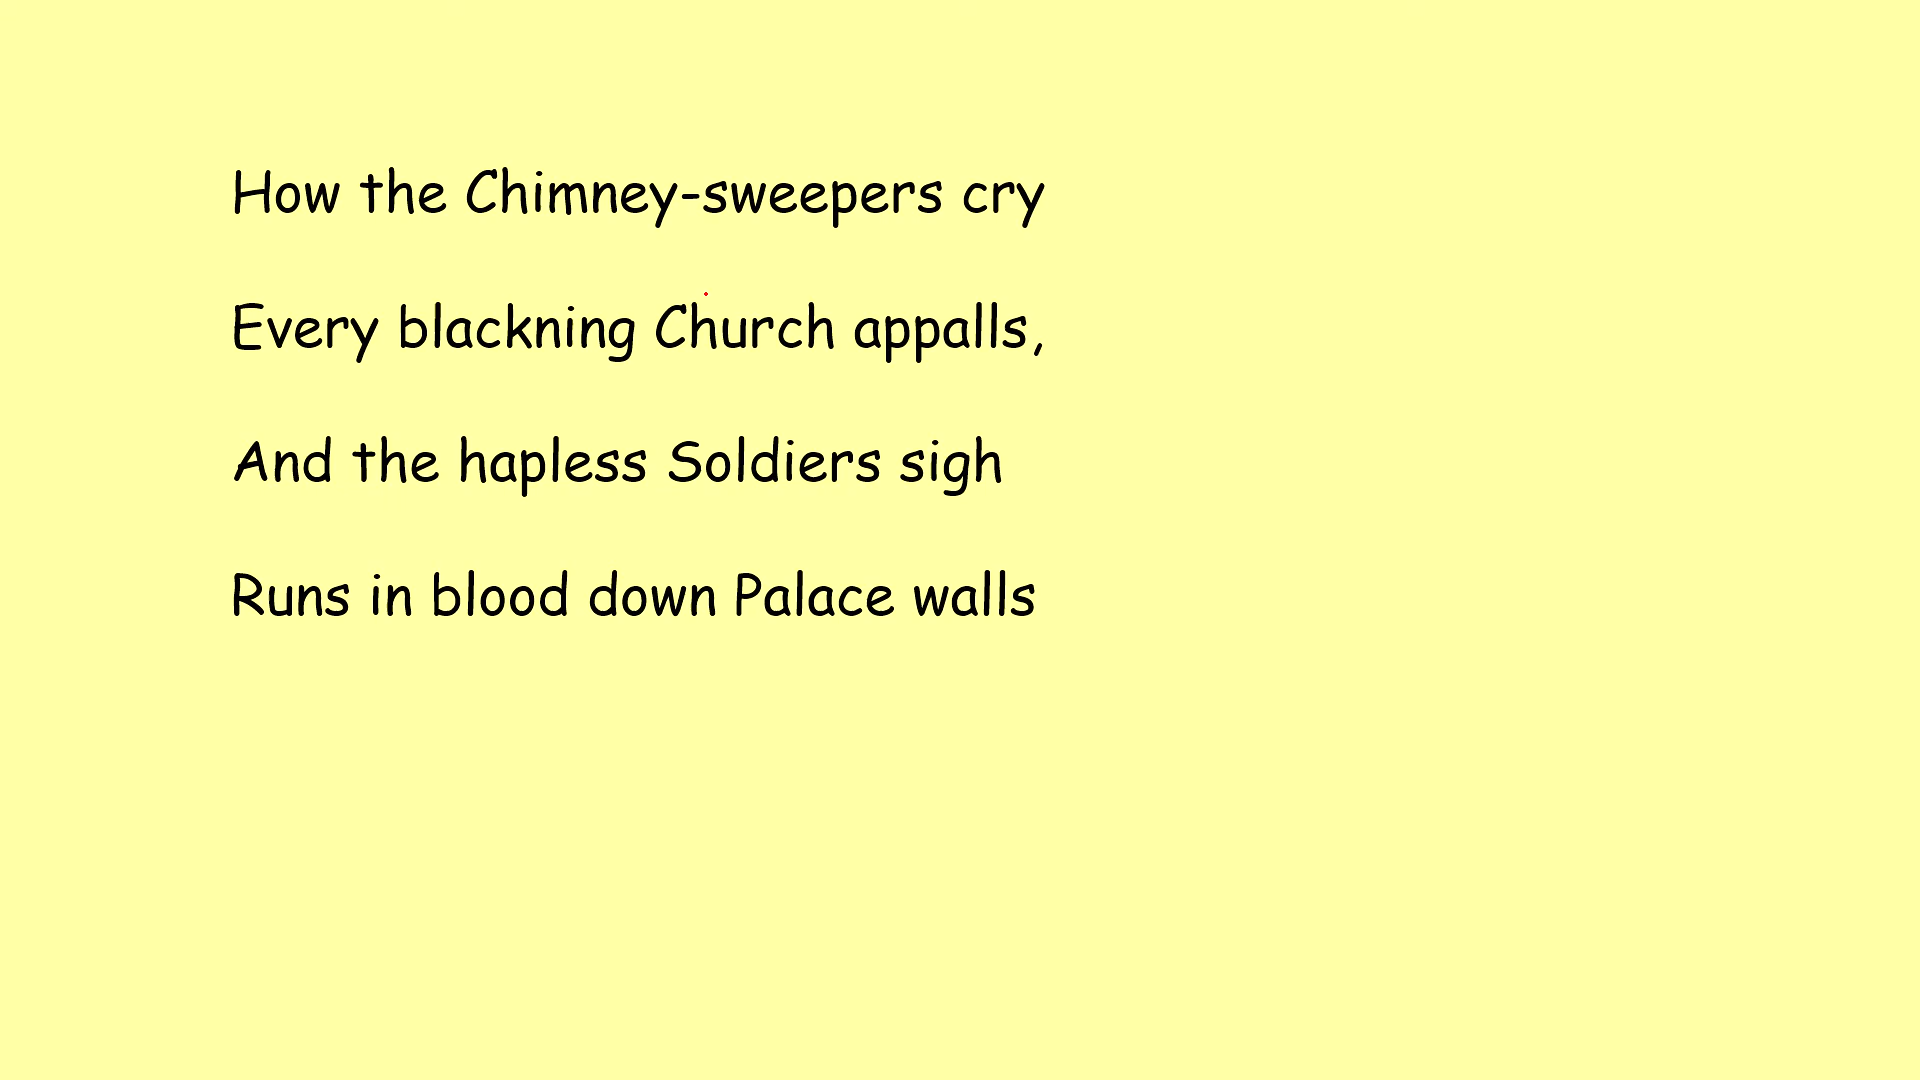 How the Chimney-sweepers cry
Every blackning Church appalls,
And the hapless Soldiers sigh
Runs in blood down Palace walls